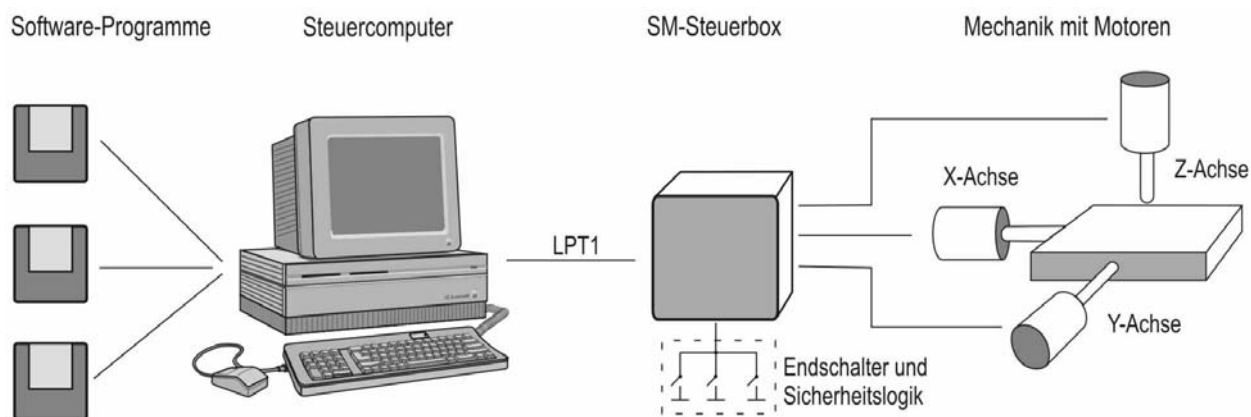 Software-Programme
Steuercomputer
SM-Steuerbox
Mechanik mit Motoren
Z-Achse
X-Achse
LPT1
Y-Achse
Endschalter und
Sicherheitslogik